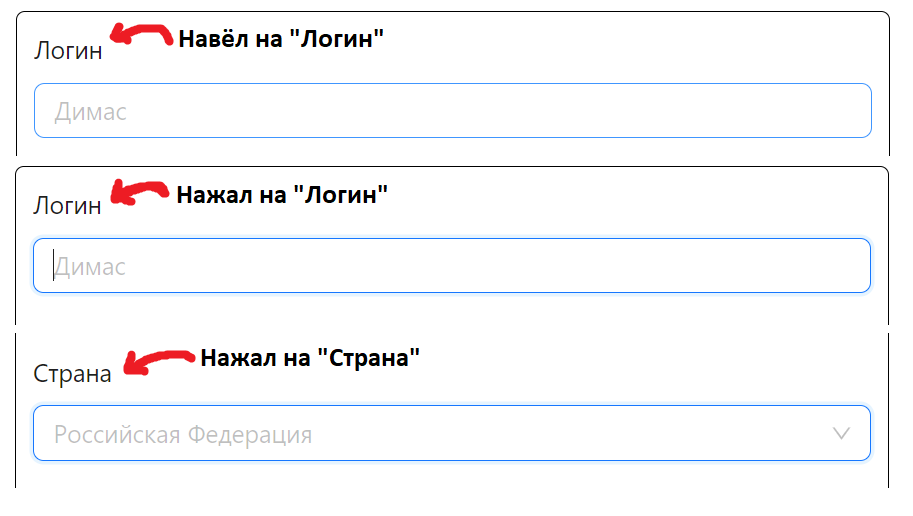 Навёл на "Логин"
Логин
Димас
Нажал на "Логин"
Логин
Димас
Нажал на "Страна"
Страна
Российская Федерация